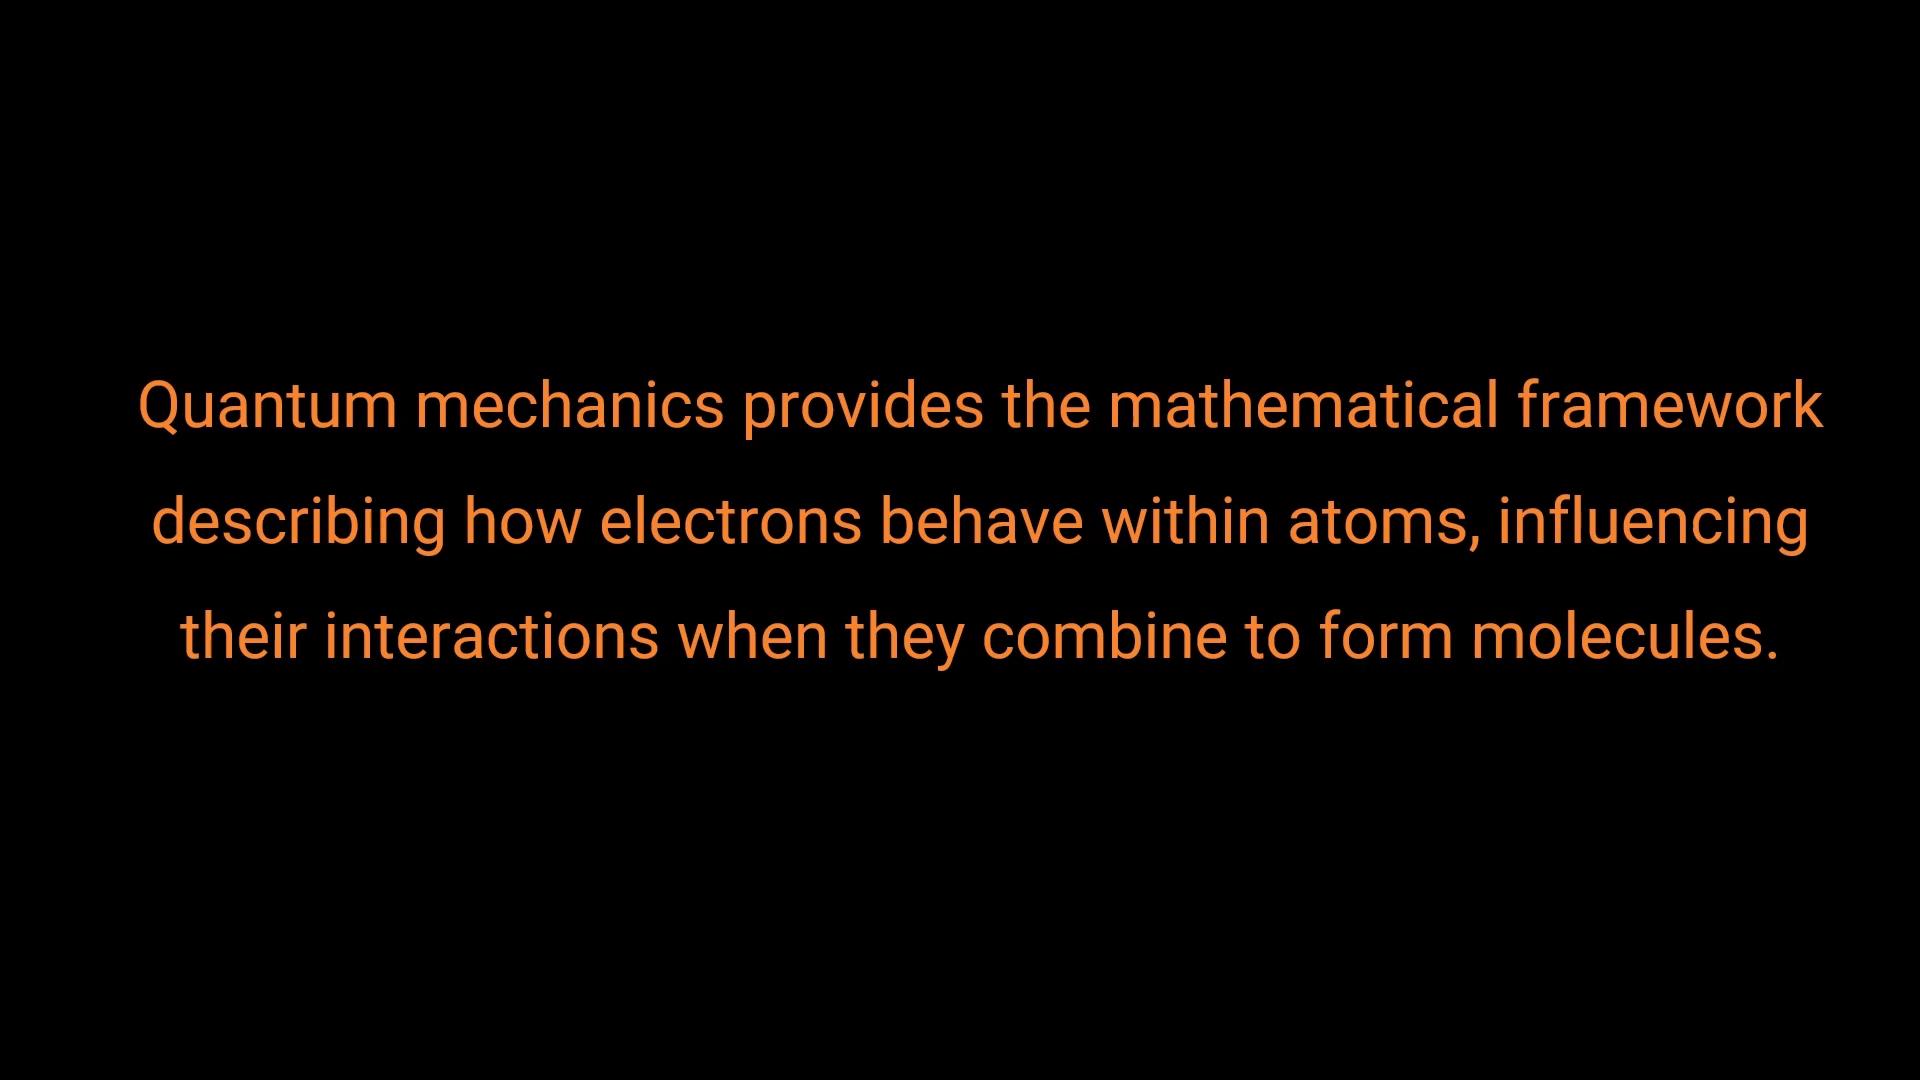 Quantum mechanics provides the mathematical framework
describing how electrons behave within atoms, influencing
their interactions when they combine to form molecules.